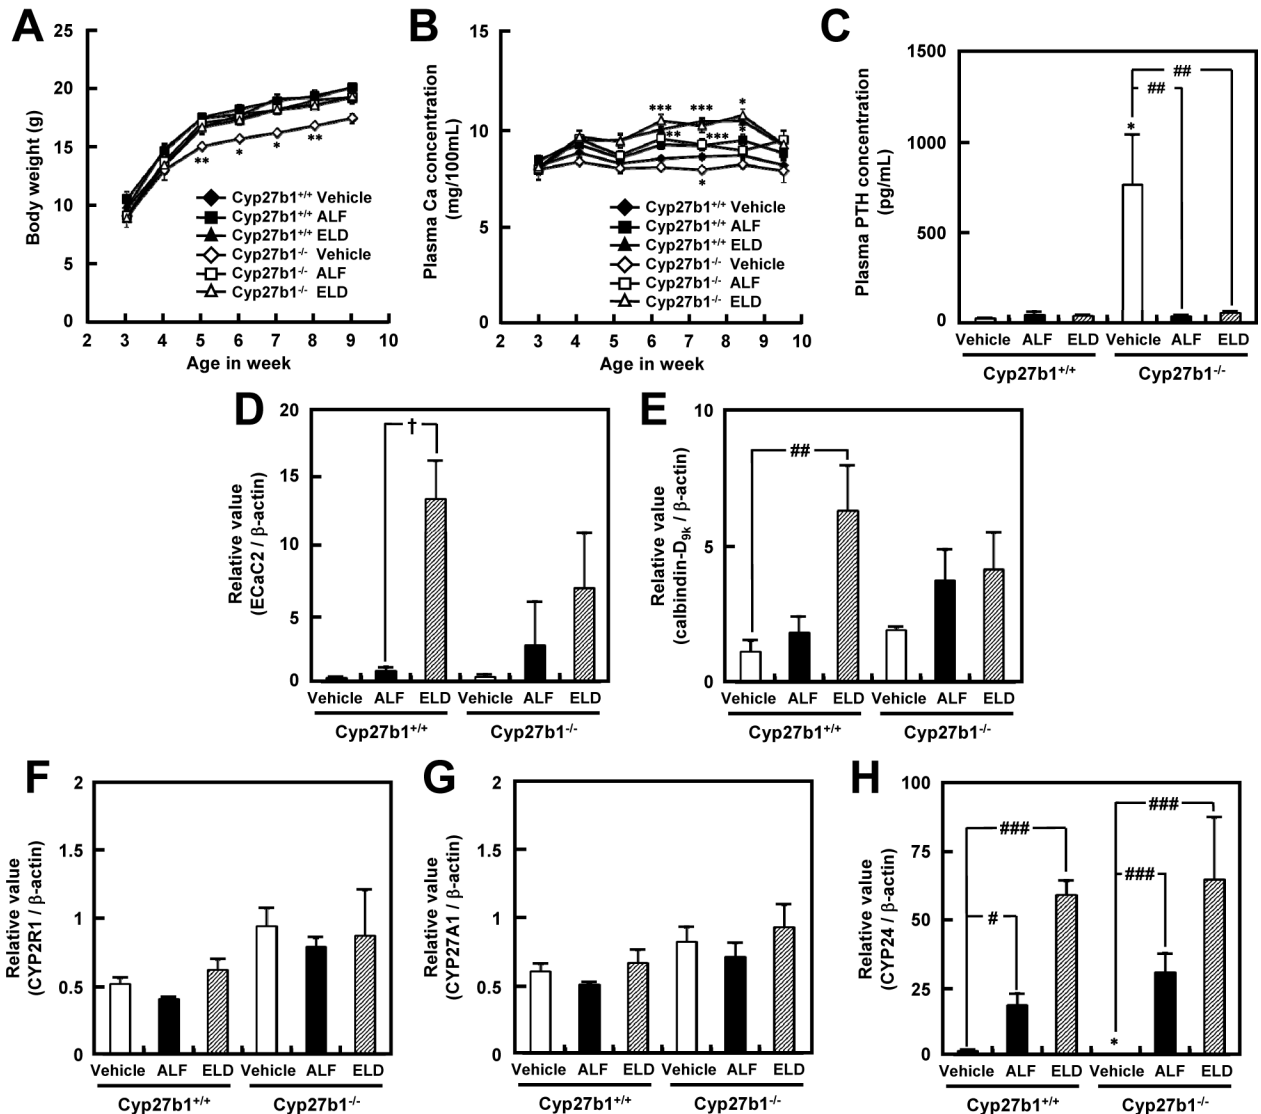 A
25
20
15
10
5
0
Body weight (g)
**
*
*
**
Cyp27b1+/+ Vehicle
Cyp27b1+/+ ALF
Cyp27b1+/+ ELD
Cyp27b1-/- Vehicle
Cyp27b1-/- ALF
Cyp27b1-/- ELD
2 3 4 5 6 7 8 9 10
Age in week
B
15
10
5
0
Plasma Ca concentration
(mg/100mL)
*** *** *
** *** *
*
Cyp27b1+/+ Vehicle
Cyp27b1+/+ ALF
Cyp27b1+/+ ELD
Cyp27b1-/- Vehicle
Cyp27b1-/- ALF
Cyp27b1-/- ELD
2 3 4 5 6 7 8 9 10
Age in week
C
1500
1000
500
0
Plasma PTH concentration
(pg/mL)
##
##
*
Vehicle ALF ELD Vehicle ALF ELD
Cyp27b1+/+ Cyp27b1-/-
D
20
15
10
5
0
Relative value
(ECaC2 / β-actin)
†
Vehicle ALF ELD Vehicle ALF ELD
Cyp27b1+/+ Cyp27b1-/-
E
10
5
0
Relative value
(calbindin-D9k / β-actin)
##
Vehicle ALF ELD Vehicle ALF ELD
Cyp27b1+/+ Cyp27b1-/-
F
2
1.5
1
0.5
0
Relative value
(CYP2R1 / β-actin)
Vehicle ALF ELD Vehicle ALF ELD
Cyp27b1+/+ Cyp27b1-/-
G
2
1.5
1
0.5
0
Relative value
(CYP27A1 / β-actin)
Vehicle ALF ELD Vehicle ALF ELD
Cyp27b1+/+ Cyp27b1-/-
H
100
75
50
25
0
Relative value
(CYP24 / β-actin)
###
###
###
#
*
Vehicle ALF ELD Vehicle ALF ELD
Cyp27b1+/+ Cyp27b1-/-